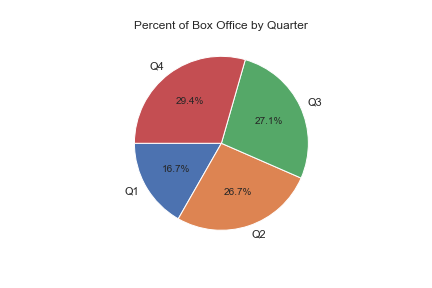 Percent of Box Office by Quarter
Q4
29.4%
Q3
27.1%
16.7%
Q1
26.7%
Q2